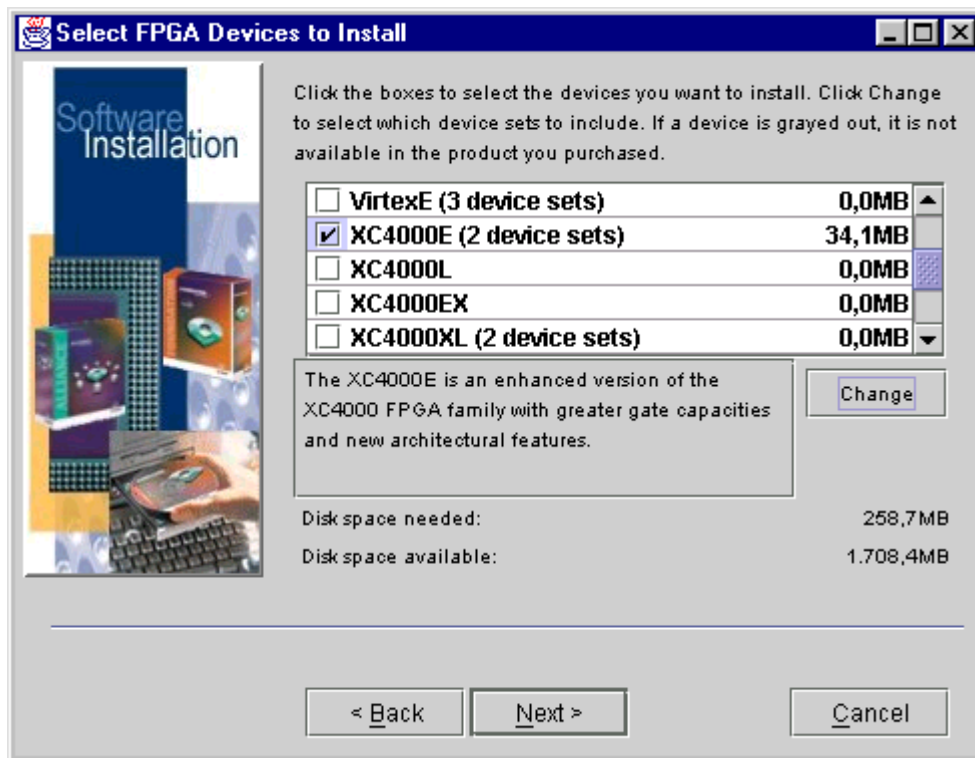 Select FPGA Devices to Install
Software
Installation
Click the boxes to select the devices you want to install. Click Change
to select which device sets to include. If a device is grayed out, it is not
available in the product you purchased.
VirtexE (3 device sets) 0,0MB
XC4000E (2 device sets) 34,1MB
XC4000L 0,0MB
XC4000EX 0,0MB
XC4000XL (2 device sets) 0,0MB
The XC4000E is an enhanced version of the
XC4000 FPGA family with greater gate capacities
and new architectural features.
Change
Disk space needed: 258,7MB
Disk space available: 1.708,4MB
ALLIANCE
< Back
Next >
Cancel